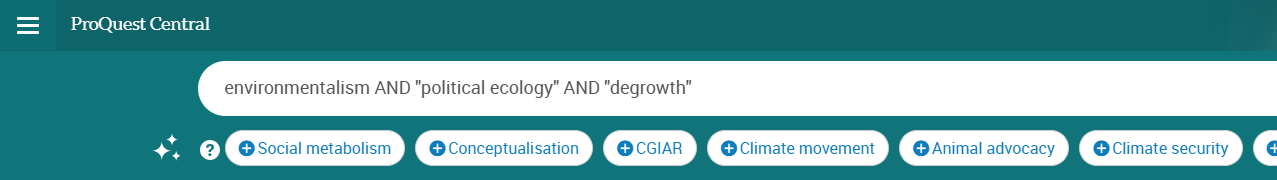 ProQuest Central
environmentalism AND "political ecology" AND "degrowth"
? Social metabolism Conceptualisation CGIAR Climate movement Animal advocacy Climate security